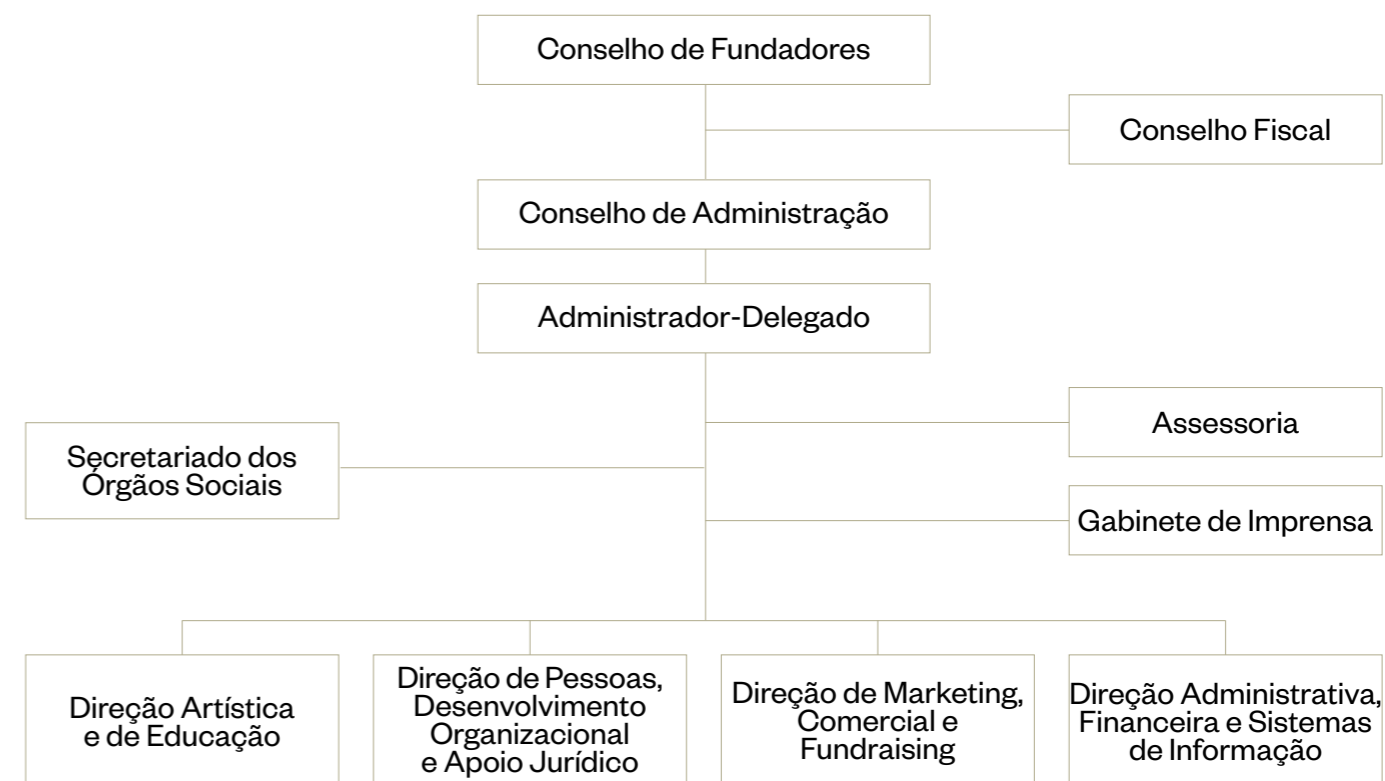 Conselho de Fundadores
Conselho Fiscal
Conselho de Administração
Administrador-Delegado
Assessoria
Secretariado dos
Órgãos Sociais
Gabinete de Imprensa
Direção Artística
e de Educação
Direção de Pessoas,
Desenvolvimento
Organizacional
e Apoio Jurídico
Direção de Marketing,
Comercial e
Fundraising
Direção Administrativa,
Financeira e Sistemas
de Informação